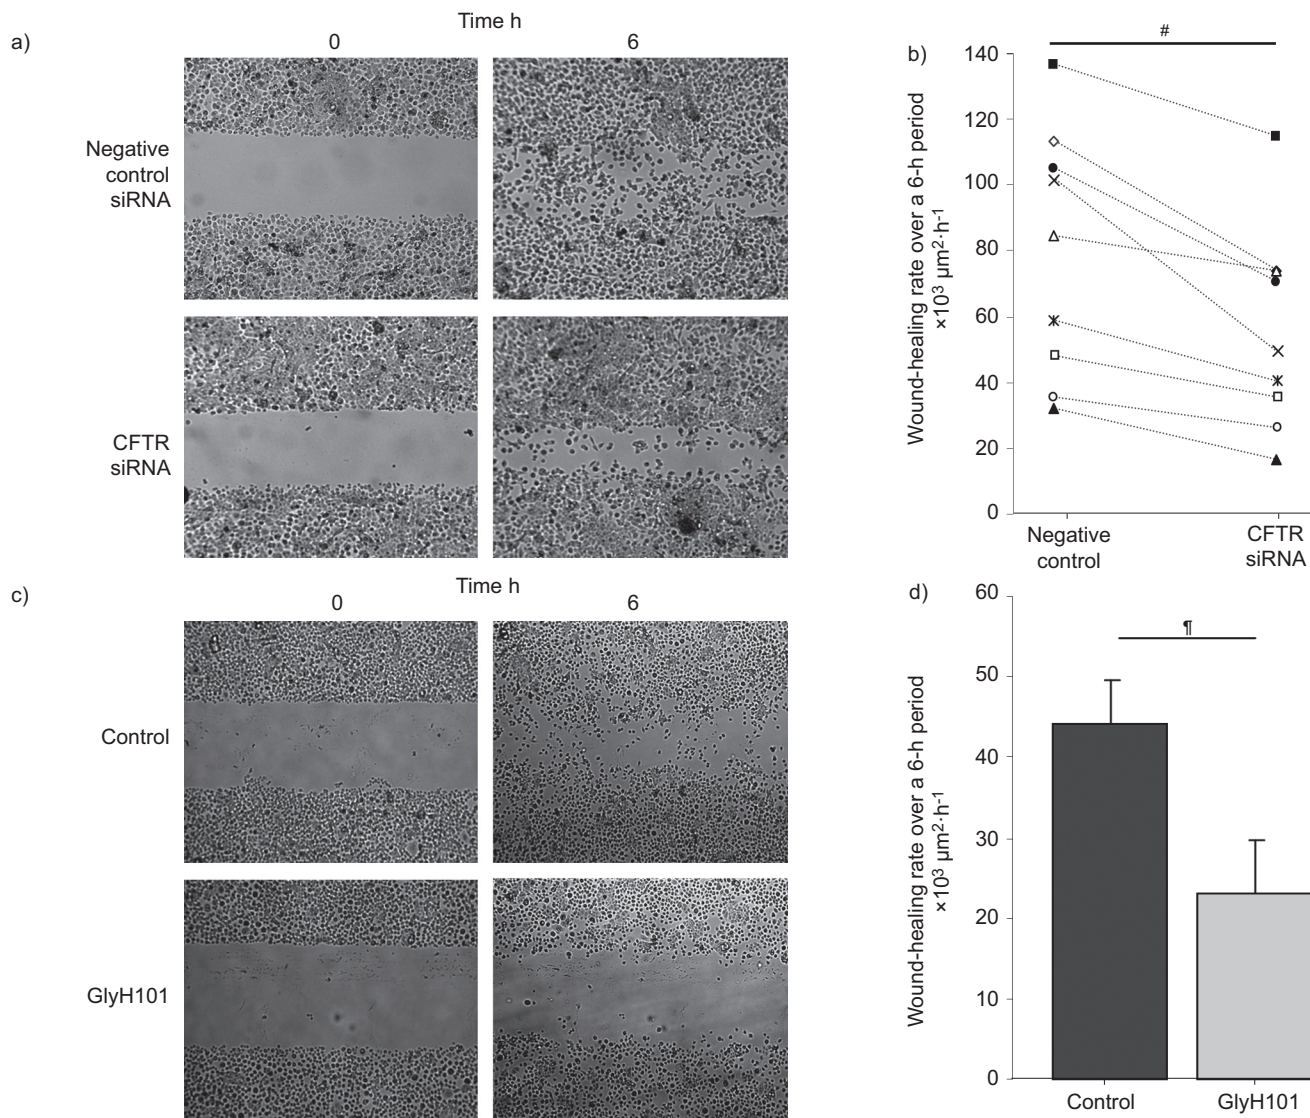 a)
Time h
0
6
Negative
control
siRNA
CFTR
siRNA
b)
#
Wound-healing rate over a 6-h period
×10³ µm²·h⁻¹
140
120
100
80
60
40
20
0
Negative
control
CFTR
siRNA
c)
Time h
0
6
Control
GlyH101
d)
¶
Wound-healing rate over a 6-h period
×10³ µm²·h⁻¹
60
50
40
30
20
10
0
Control
GlyH101